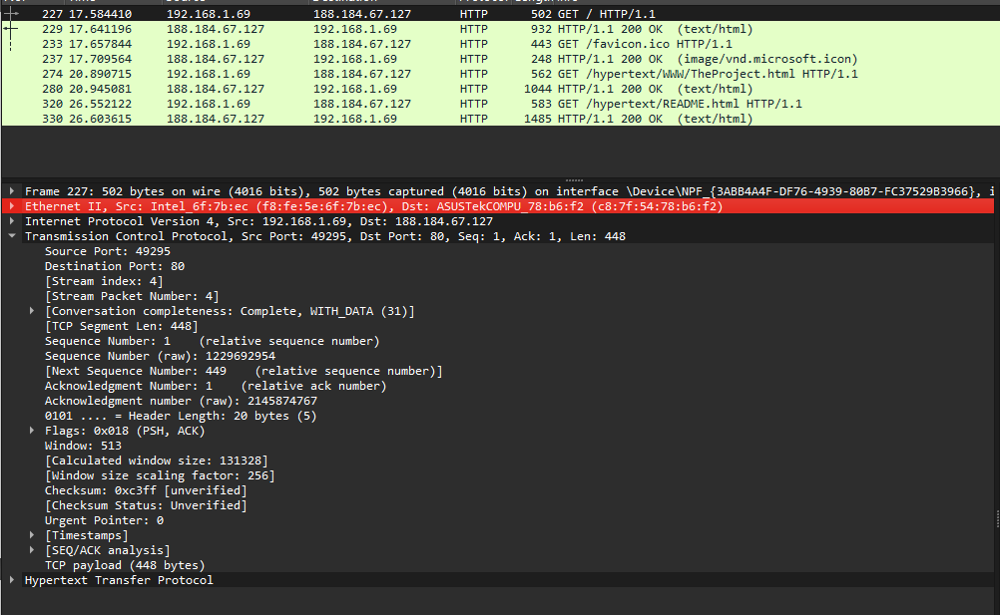 227 17.584410 192.168.1.69 188.184.67.127 HTTP 502 GET / HTTP/1.1
229 17.641196 188.184.67.127 192.168.1.69 HTTP 932 HTTP/1.1 200 OK (text/html)
233 17.657844 192.168.1.69 188.184.67.127 HTTP 443 GET /favicon.ico HTTP/1.1
237 17.709564 188.184.67.127 192.168.1.69 HTTP 248 HTTP/1.1 200 OK (image/vnd.microsoft.icon)
274 20.890715 192.168.1.69 188.184.67.127 HTTP 562 GET /hypertext/WWW/TheProject.html HTTP/1.1
280 20.945081 188.184.67.127 192.168.1.69 HTTP 1044 HTTP/1.1 200 OK (text/html)
320 26.552122 192.168.1.69 188.184.67.127 HTTP 583 GET /hypertext/README.html HTTP/1.1
330 26.603615 188.184.67.127 192.168.1.69 HTTP 1485 HTTP/1.1 200 OK (text/html)
Frame 227: 502 bytes on wire (4016 bits), 502 bytes captured (4016 bits) on interface \Device\NPF_{3ABB4A4F-DF76-4939-80B7-FC37529B3966}, i
Ethernet II, Src: Intel_6f:7b:ec (f8:fe:5e:6f:7b:ec), Dst: ASUSTekCOMPU_78:b6:f2 (c8:7f:54:78:b6:f2)
Internet Protocol Version 4, Src: 192.168.1.69, Dst: 188.184.67.127
Transmission Control Protocol, Src Port: 49295, Dst Port: 80, Seq: 1, Ack: 1, Len: 448
Source Port: 49295
Destination Port: 80
[Stream index: 4]
[Stream Packet Number: 4]
[Conversation completeness: Complete, WITH_DATA (31)]
[TCP Segment Len: 448]
Sequence Number: 1 (relative sequence number)
Sequence Number (raw): 1229692954
[Next Sequence Number: 449 (relative sequence number)]
Acknowledgment Number: 1 (relative ack number)
Acknowledgment number (raw): 2145874767
0101 .... = Header Length: 20 bytes (5)
Flags: 0x018 (PSH, ACK)
Window: 513
[Calculated window size: 131328]
[Window size scaling factor: 256]
Checksum: 0xc3ff [unverified]
[Checksum Status: Unverified]
Urgent Pointer: 0
[Timestamps]
[SEQ/ACK analysis]
TCP payload (448 bytes)
Hypertext Transfer Protocol